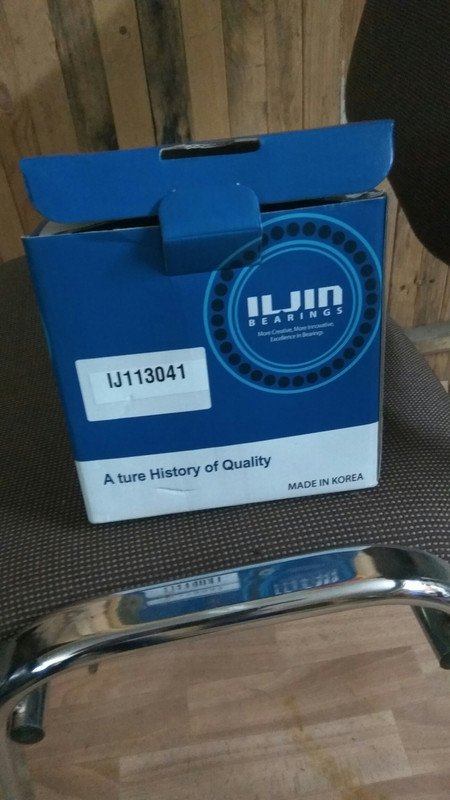 ILJIN
BEARINGS
More Creative, More Innovative,
Excellence in Bearings
IJ113041
A ture History of Quality
MADE IN KOREA